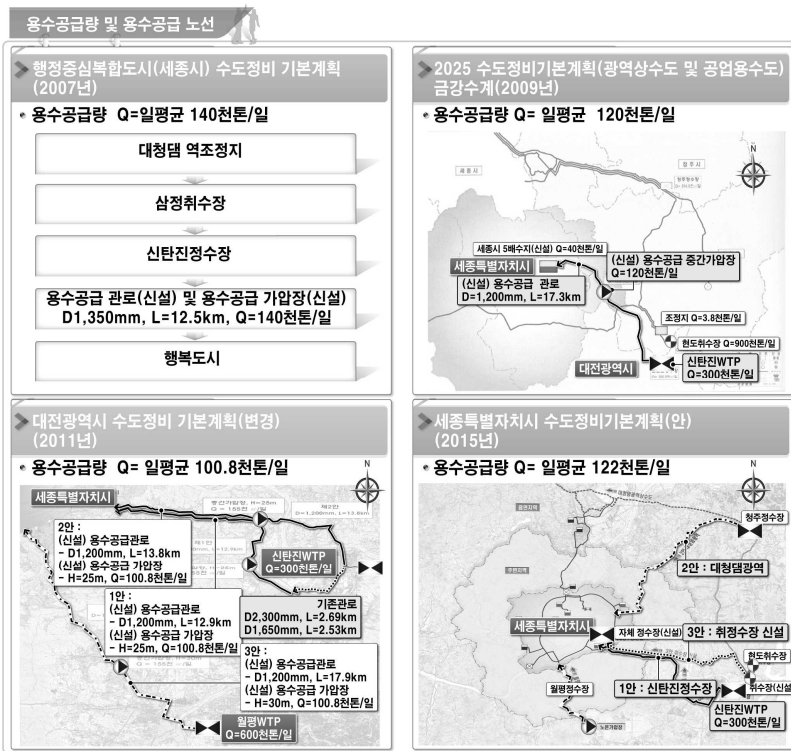 용수공급량 및 용수공급 노선
행정중심복합도시(세종시) 수도정비 기본계획
(2007년)
• 용수공급량 Q=일평균 140천톤/일
대청댐 역조정지
삼정취수장
신탄진정수장
용수공급 관로(신설) 및 용수공급 가압장(신설)
D1,350mm, L=12.5km, Q=140천톤/일
행복도시
2025 수도정비기본계획(광역상수도 및 공업용수도)
금강수계(2009년)
• 용수공급량 Q= 일평균 120천톤/일
N
세종시
청주시
세종시 5배수지(신설) Q=40천톤/일
세종특별자치시
(신설) 용수공급 관로
D=1,200mm, L=17.3km
(신설) 용수공급 중간가압장
Q=120천톤/일
조정지 Q=3.8천톤/일
현도취수장 Q=900천톤/일
대전광역시
신탄진WTP
Q=300천톤/일
대전광역시 수도정비 기본계획(변경)
(2011년)
• 용수공급량 Q= 일평균 100.8천톤/일
N
세종특별자치시
2안 :
(신설) 용수공급관로
- D1,200mm, L=13.8km
(신설) 용수공급 가압장
- H=25m, Q=100.8천톤/일
신탄진WTP
Q=300천톤/일
1안 :
(신설) 용수공급관로
- D1,200mm, L=12.9km
(신설) 용수공급 가압장
- H=25m, Q=100.8천톤/일
기존관로
D2,300mm, L=2.69km
D1,650mm, L=2.53km
3안 :
(신설) 용수공급관로
- D1,200mm, L=17.9km
(신설) 용수공급 가압장
- H=30m, Q=100.8천톤/일
월평WTP
Q=600천톤/일
세종특별자치시 수도정비기본계획(안)
(2015년)
• 용수공급량 Q= 일평균 122천톤/일
N
청주정수장
2안 : 대청댐광역
세종특별자치시
자체 정수장(신설)
3안 : 취정수장 신설
현도취수장
월평정수장
1안 : 신탄진정수장
취수장(신설
신탄진WTP
Q=300천톤/일
노은가압장